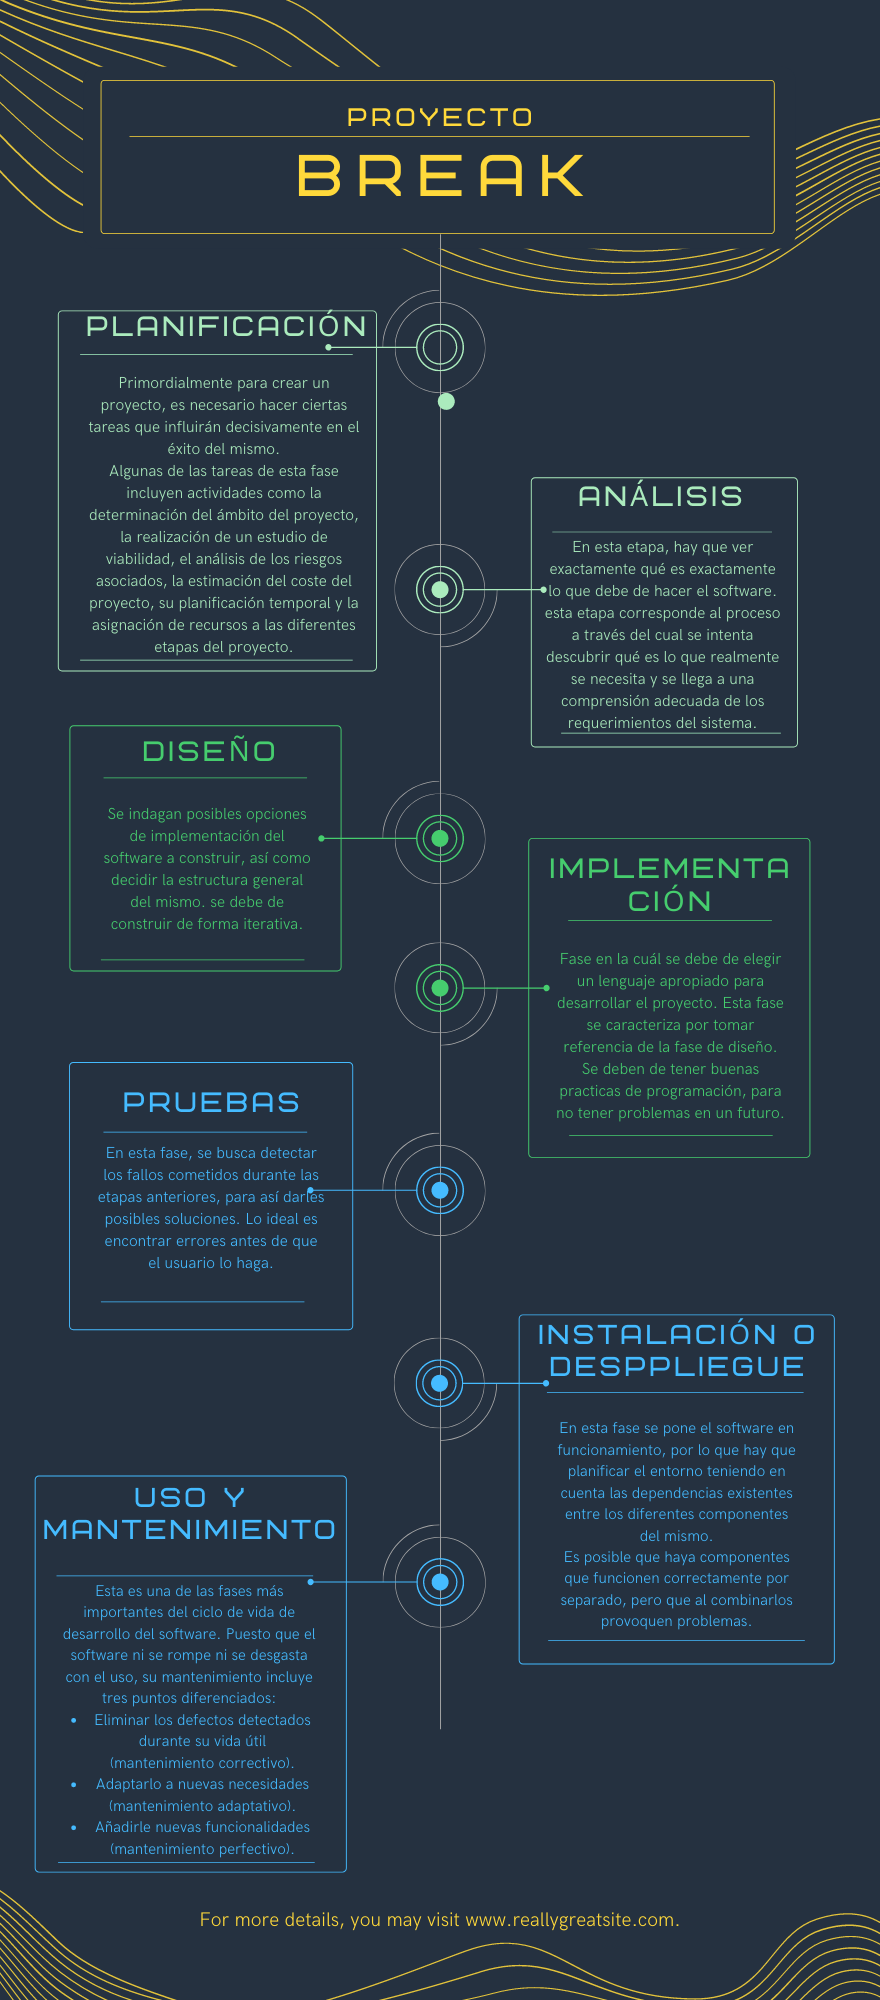 PROYECTO
BREAK
PLANIFICACIÓN
Primordialmente para crear un
proyecto, es necesario hacer ciertas
tareas que influirán decisivamente en el
éxito del mismo.
Algunas de las tareas de esta fase
incluyen actividades como la
determinación del ámbito del proyecto,
la realización de un estudio de
viabilidad, el análisis de los riesgos
asociados, la estimación del coste del
proyecto, su planificación temporal y la
asignación de recursos a las diferentes
etapas del proyecto.
ANÁLISIS
En esta etapa, hay que ver
exactamente qué es exactamente
lo que debe de hacer el software.
esta etapa corresponde al proceso
a través del cual se intenta
descubrir qué es lo que realmente
se necesita y se llega a una
comprensión adecuada de los
requerimientos del sistema.
DISEÑO
Se indagan posibles opciones
de implementación del
software a construir, así como
decidir la estructura general
del mismo. se debe de
construir de forma iterativa.
IMPLEMENTA
CIÓN
Fase en la cuál se debe de elegir
un lenguaje apropiado para
desarrollar el proyecto. Esta fase
se caracteriza por tomar
referencia de la fase de diseño.
Se deben de tener buenas
practicas de programación, para
no tener problemas en un futuro.
PRUEBAS
En esta fase, se busca detectar
los fallos cometidos durante las
etapas anteriores, para así darles
posibles soluciones. Lo ideal es
encontrar errores antes de que
el usuario lo haga.
INSTALACIÓN O
DESPPLIEGUE
En esta fase se pone el software en
funcionamiento, por lo que hay que
planificar el entorno teniendo en
cuenta las dependencias existentes
entre los diferentes componentes
del mismo.
Es posible que haya componentes
que funcionen correctamente por
separado, pero que al combinarlos
provoquen problemas.
USO Y
MANTENIMIENTO
Esta es una de las fases más
importantes del ciclo de vida de
desarrollo del software. Puesto que el
software ni se rompe ni se desgasta
con el uso, su mantenimiento incluye
tres puntos diferenciados:
• Eliminar los defectos detectados
durante su vida útil
(mantenimiento correctivo).
• Adaptarlo a nuevas necesidades
(mantenimiento adaptativo).
• Añadirle nuevas funcionalidades
(mantenimiento perfectivo).
For more details, you may visit www.reallygreatsite.com.